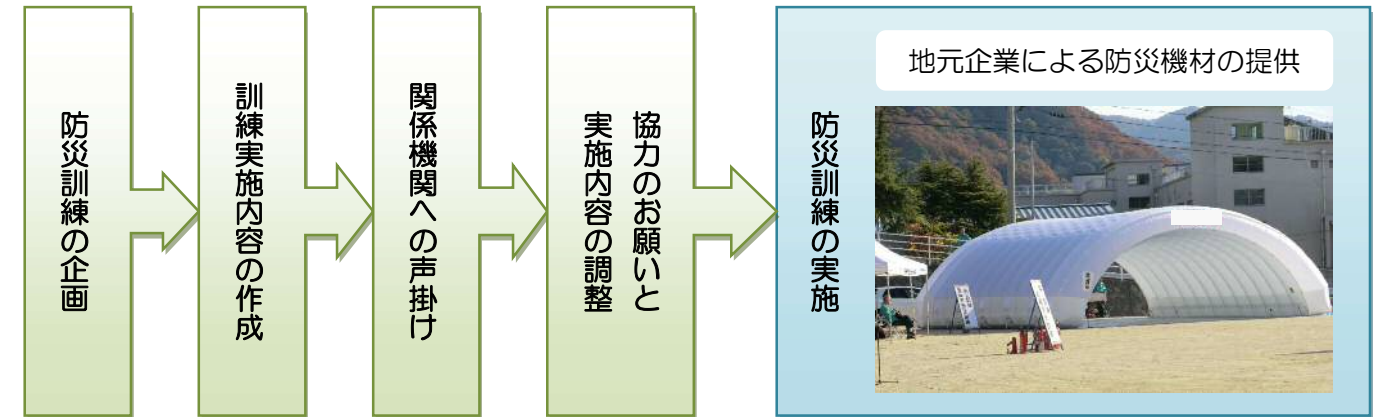 防災訓練の企画
訓練実施内容の作成
関係機関への声掛け
協力のお願いと
実施内容の調整
防災訓練の実施
地元企業による防災機材の提供